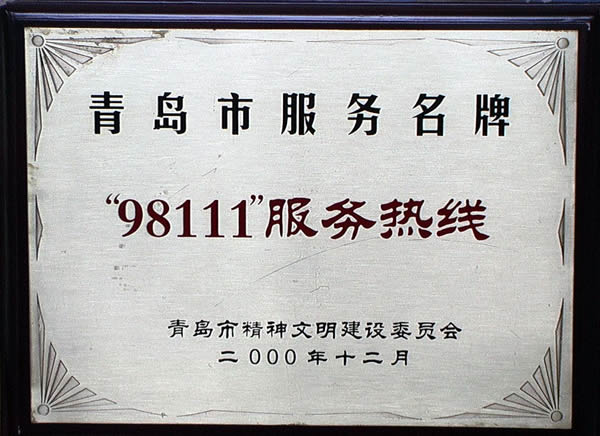 青岛市服务名牌
“98111”服务热线
青岛市精神文明建设委员会
二000年十二月